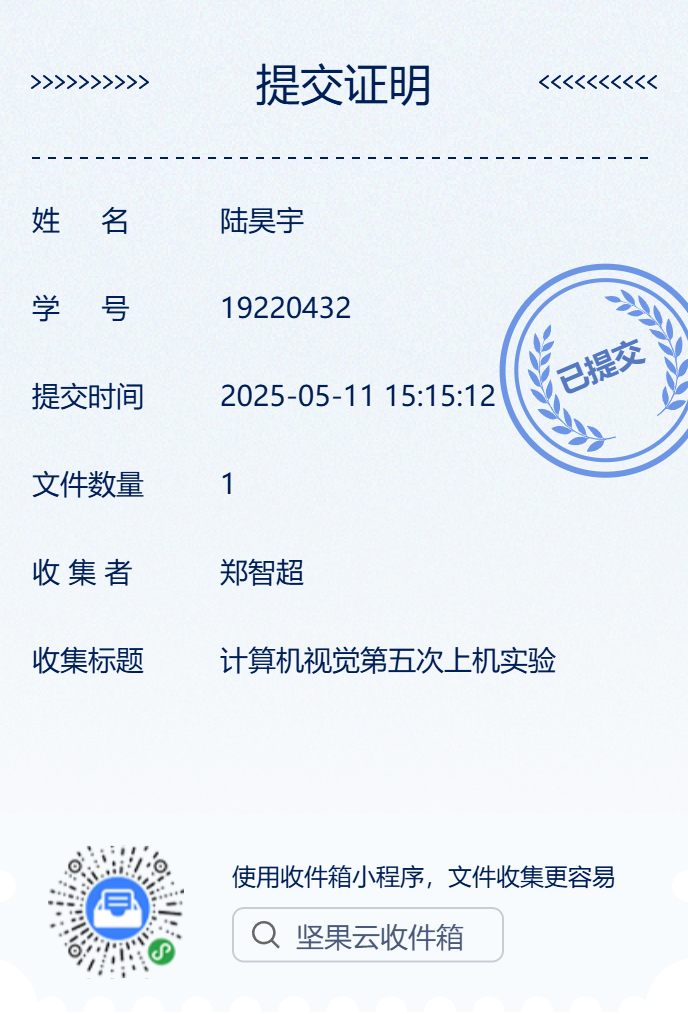 >>>>>>>>>> 提交证明 <<<<<<<<<<
姓 名 陆昊宇
学 号 19220432
提交时间 2025-05-11 15:15:12
已提交
文件数量 1
收 集 者 郑智超
收集标题 计算机视觉第五次上机实验
使用收件箱小程序，文件收集更容易
坚果云收件箱